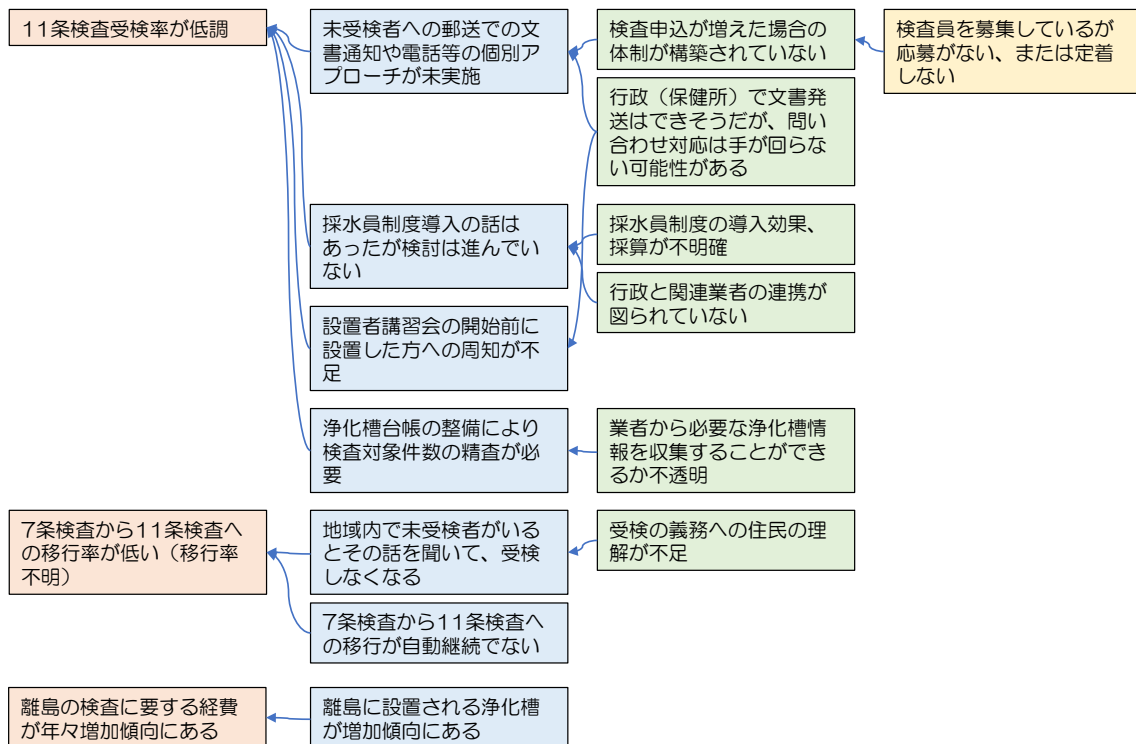 11条検査受検率が低調
未受検者への郵送での文
書通知や電話等の個別ア
プローチが未実施
検査申込が増えた場合の
体制が構築されていない
検査員を募集しているが
応募がない、または定着
しない
行政（保健所）で文書発
送はできそうだが、問い
合わせ対応は手が回らな
い可能性がある
採水員制度導入の話は
あったが検討は進んでい
ない
採水員制度の導入効果、
採算が不明確
行政と関連業者の連携が
図られていない
設置者講習会の開始前に
設置した方への周知が不
足
浄化槽台帳の整備により
検査対象件数の精査が必
要
業者から必要な浄化槽情
報を収集することができ
るか不透明
7条検査から11条検査へ
の移行率が低い（移行率
不明）
地域内で未受検者がいる
とその話を聞いて、受検
しなくなる
受検の義務への住民の理
解が不足
7条検査から11条検査へ
の移行が自動継続でない
離島の検査に要する経費
が年々増加傾向にある
離島に設置される浄化槽
が増加傾向にある